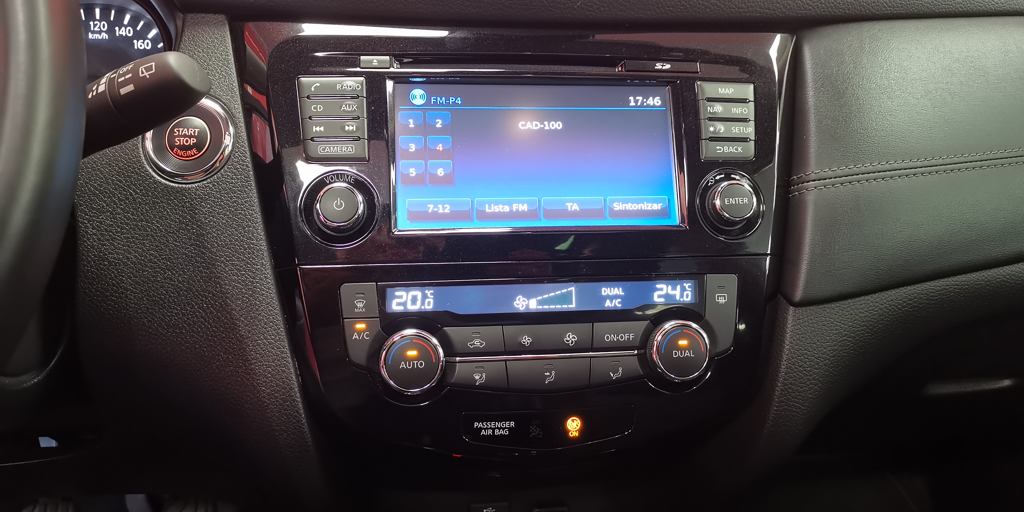 120
140
160
km/h
OFF
START
STOP
ENGINE
RADIO
CD AUX
CAMERA
VOLUME
FM-P4
17:46
CAD-100
1 2
3 4
5 6
7-12
Lista FM
TA
Sintonizar
MAP
NAV INFO
SETUP
BACK
ENTER
MAX
20.0 °C
DUAL
A/C
24.0 °C
A/C
AUTO
ON·OFF
DUAL
PASSENGER
AIR BAG
ON